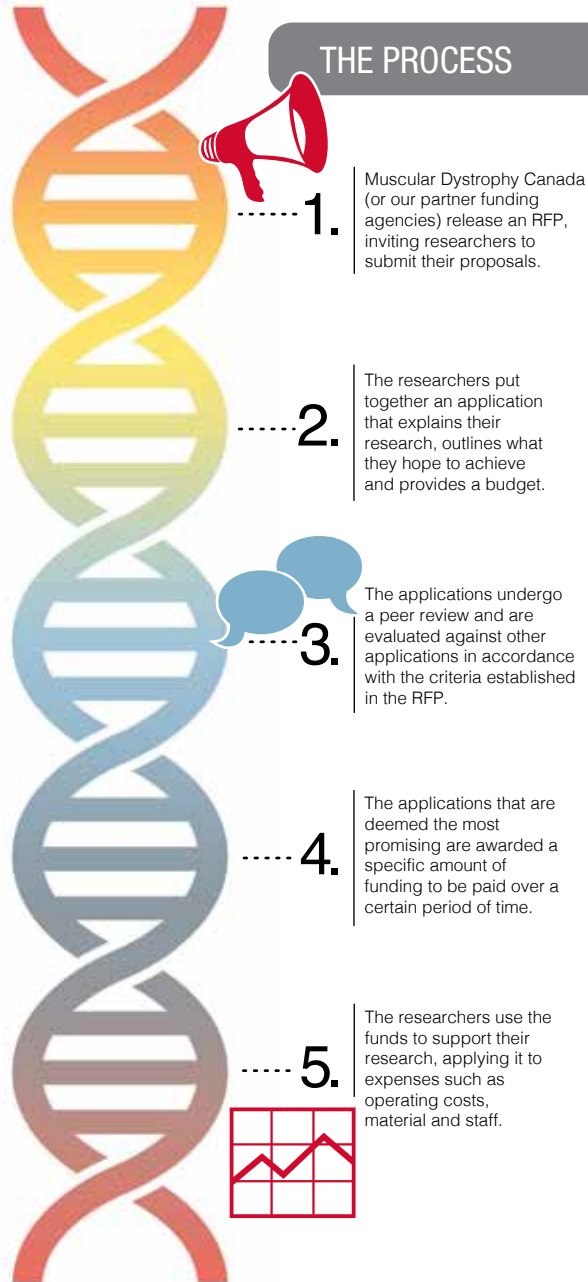 THE PROCESS
1.
Muscular Dystrophy Canada
(or our partner funding
agencies) release an RFP,
inviting researchers to
submit their proposals.
2.
The researchers put
together an application
that explains their
research, outlines what
they hope to achieve
and provides a budget.
3.
The applications undergo
a peer review and are
evaluated against other
applications in accordance
with the criteria established
in the RFP.
4.
The applications that are
deemed the most
promising are awarded a
specific amount of
funding to be paid over a
certain period of time.
5.
The researchers use the
funds to support their
research, applying it to
expenses such as
operating costs,
material and staff.